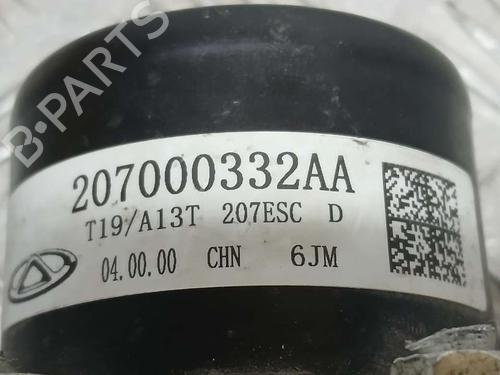 B-PARTS
207000332AA
T19/A13T 207ESC D
04.00.00 CHN 6JM